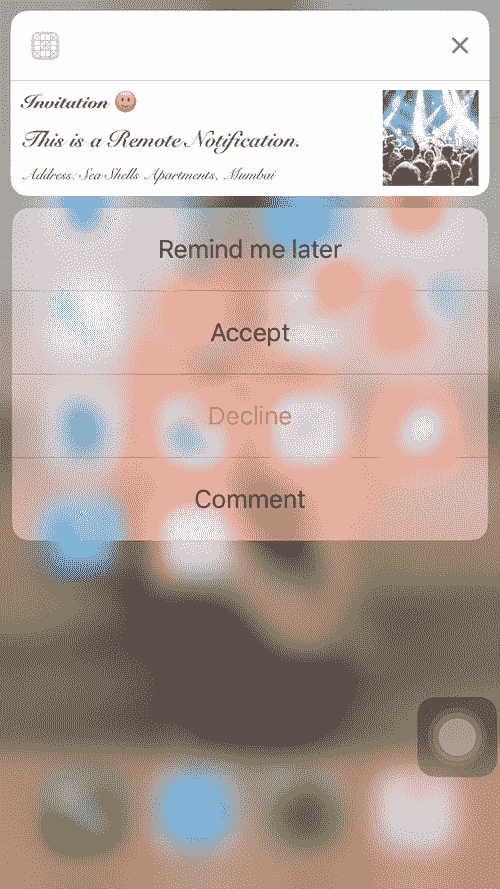 Invitation 😊
This is a Remote Notification.
Address: Sea Shells Apartments, Mumbai
Remind me later
Accept
Decline
Comment